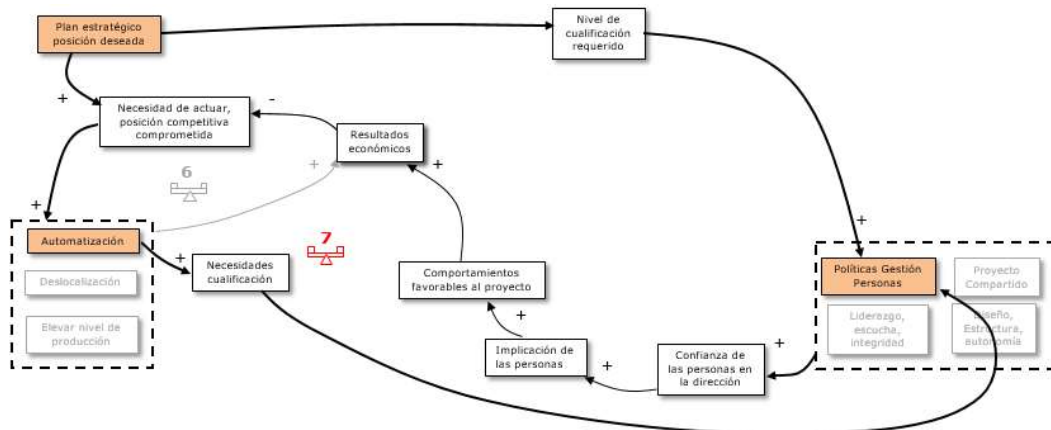 Plan estratégico
posición deseada
Nivel de
cualificación
requerido
+
Necesidad de actuar,
posición competitiva
comprometida
-
Resultados
económicos
+
+
6
+
+
Automatización
Deslocalización
Elevar nivel de
producción
+
Necesidades
cualificación
7
Comportamientos
favorables al proyecto
+
Implicación de
las personas
+
Confianza de
las personas en
la dirección
+
Políticas Gestión
Personas
Proyecto
Compartido
Liderazgo,
escucha,
integridad
Diseño,
Estructura,
autonomía